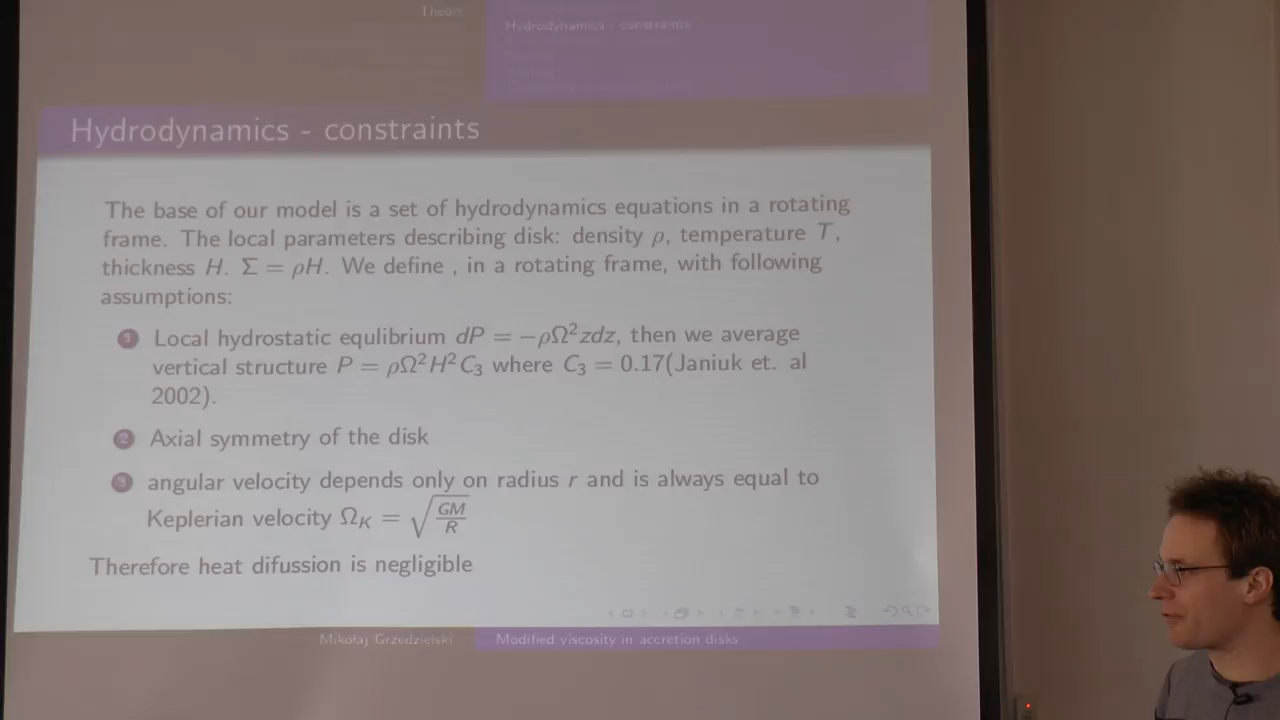 Theory
Hydrodynamics - constraints
Hydrodynamics - constraints
The base of our model is a set of hydrodynamics equations in a rotating
frame. The local parameters describing disk: density ρ, temperature T,
thickness H. Σ = ρH. We define , in a rotating frame, with following
assumptions:
1 Local hydrostatic equlibrium dP = −ρΩ²zdz, then we average
vertical structure P = ρΩ²H²C₃ where C₃ = 0.17(Janiuk et. al
2002).
2 Axial symmetry of the disk
3 angular velocity depends only on radius r and is always equal to
Keplerian velocity Ω_K = √(GM/R)
Therefore heat difussion is negligible
Mikołaj Grzędzielski Modified viscosity in accretion disks